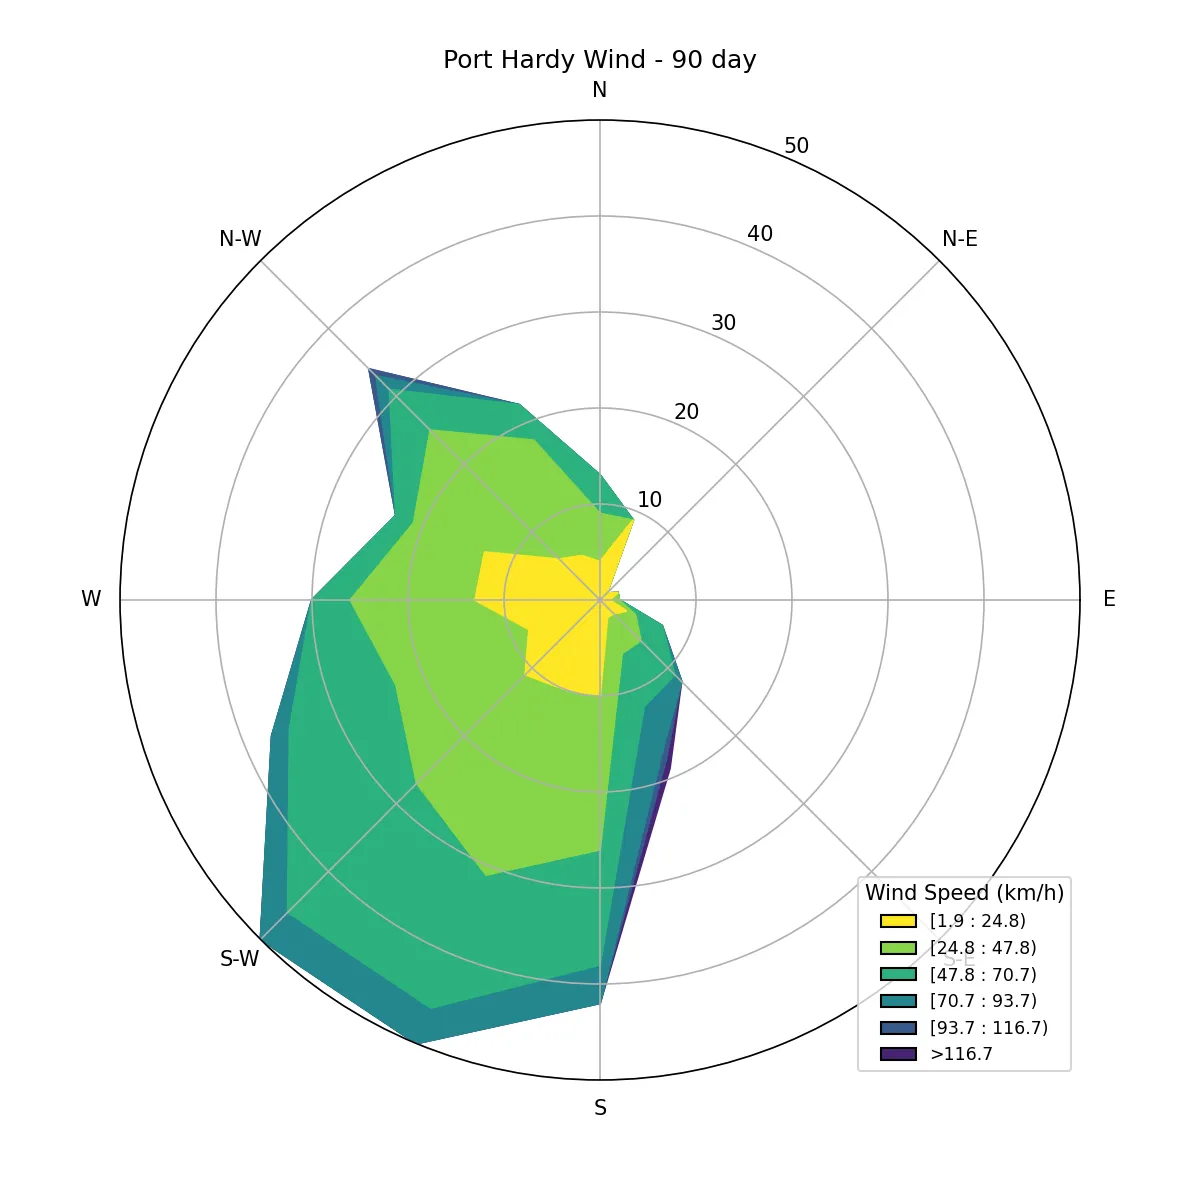 Port Hardy Wind - 90 day
N
50
N-W
N-E
40
30
20
10
W
E
S-W
S-E
Wind Speed (km/h)
[1.9 : 24.8)
[24.8 : 47.8)
[47.8 : 70.7)
[70.7 : 93.7)
[93.7 : 116.7)
>116.7
S